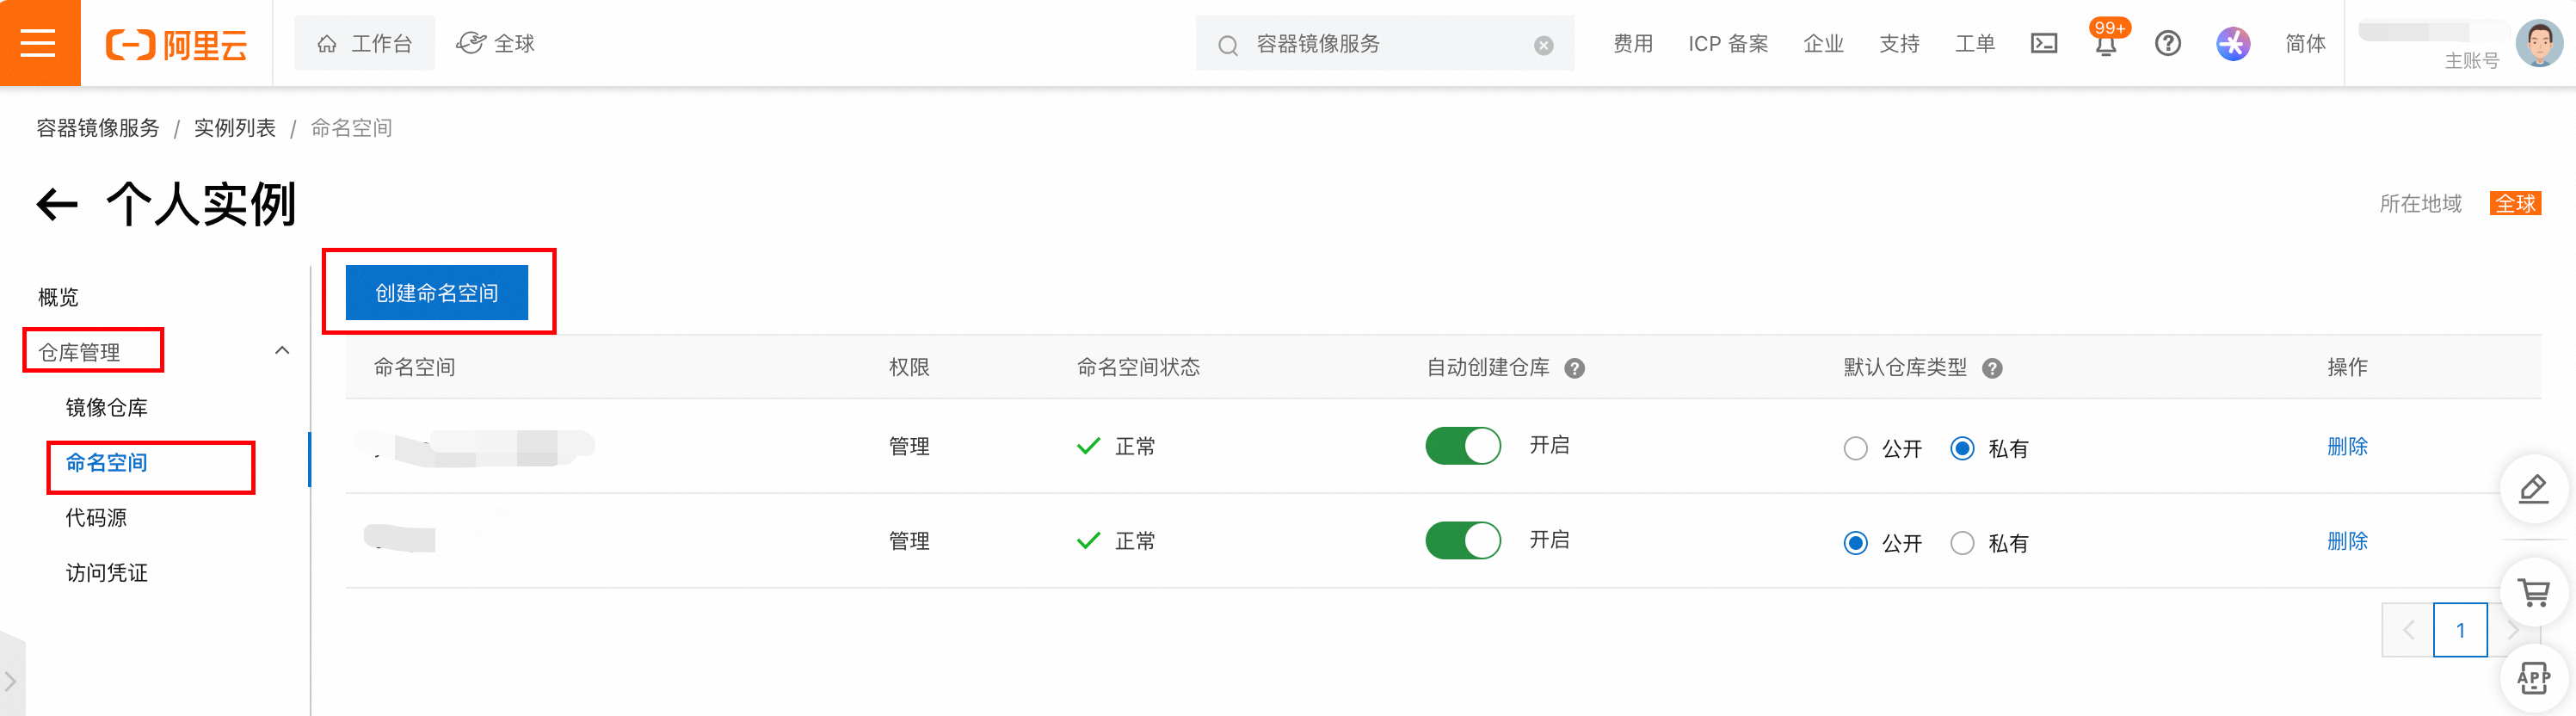 阿里云
工作台
全球
容器镜像服务
费用
ICP 备案
企业
支持
工单
99+
简体
主账号
容器镜像服务 / 实例列表 / 命名空间
个人实例
所在地域 全球
概览
仓库管理
镜像仓库
命名空间
代码源
访问凭证
创建命名空间
命名空间 权限 命名空间状态 自动创建仓库 默认仓库类型 操作
管理 正常 开启 公开 私有 删除
管理 正常 开启 公开 私有 删除
1
APP